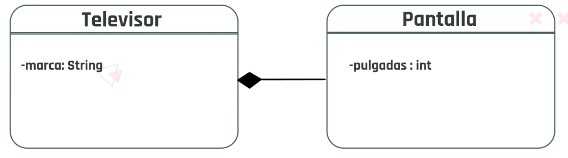 Televisor
-marca: String
Pantalla
-pulgadas : int